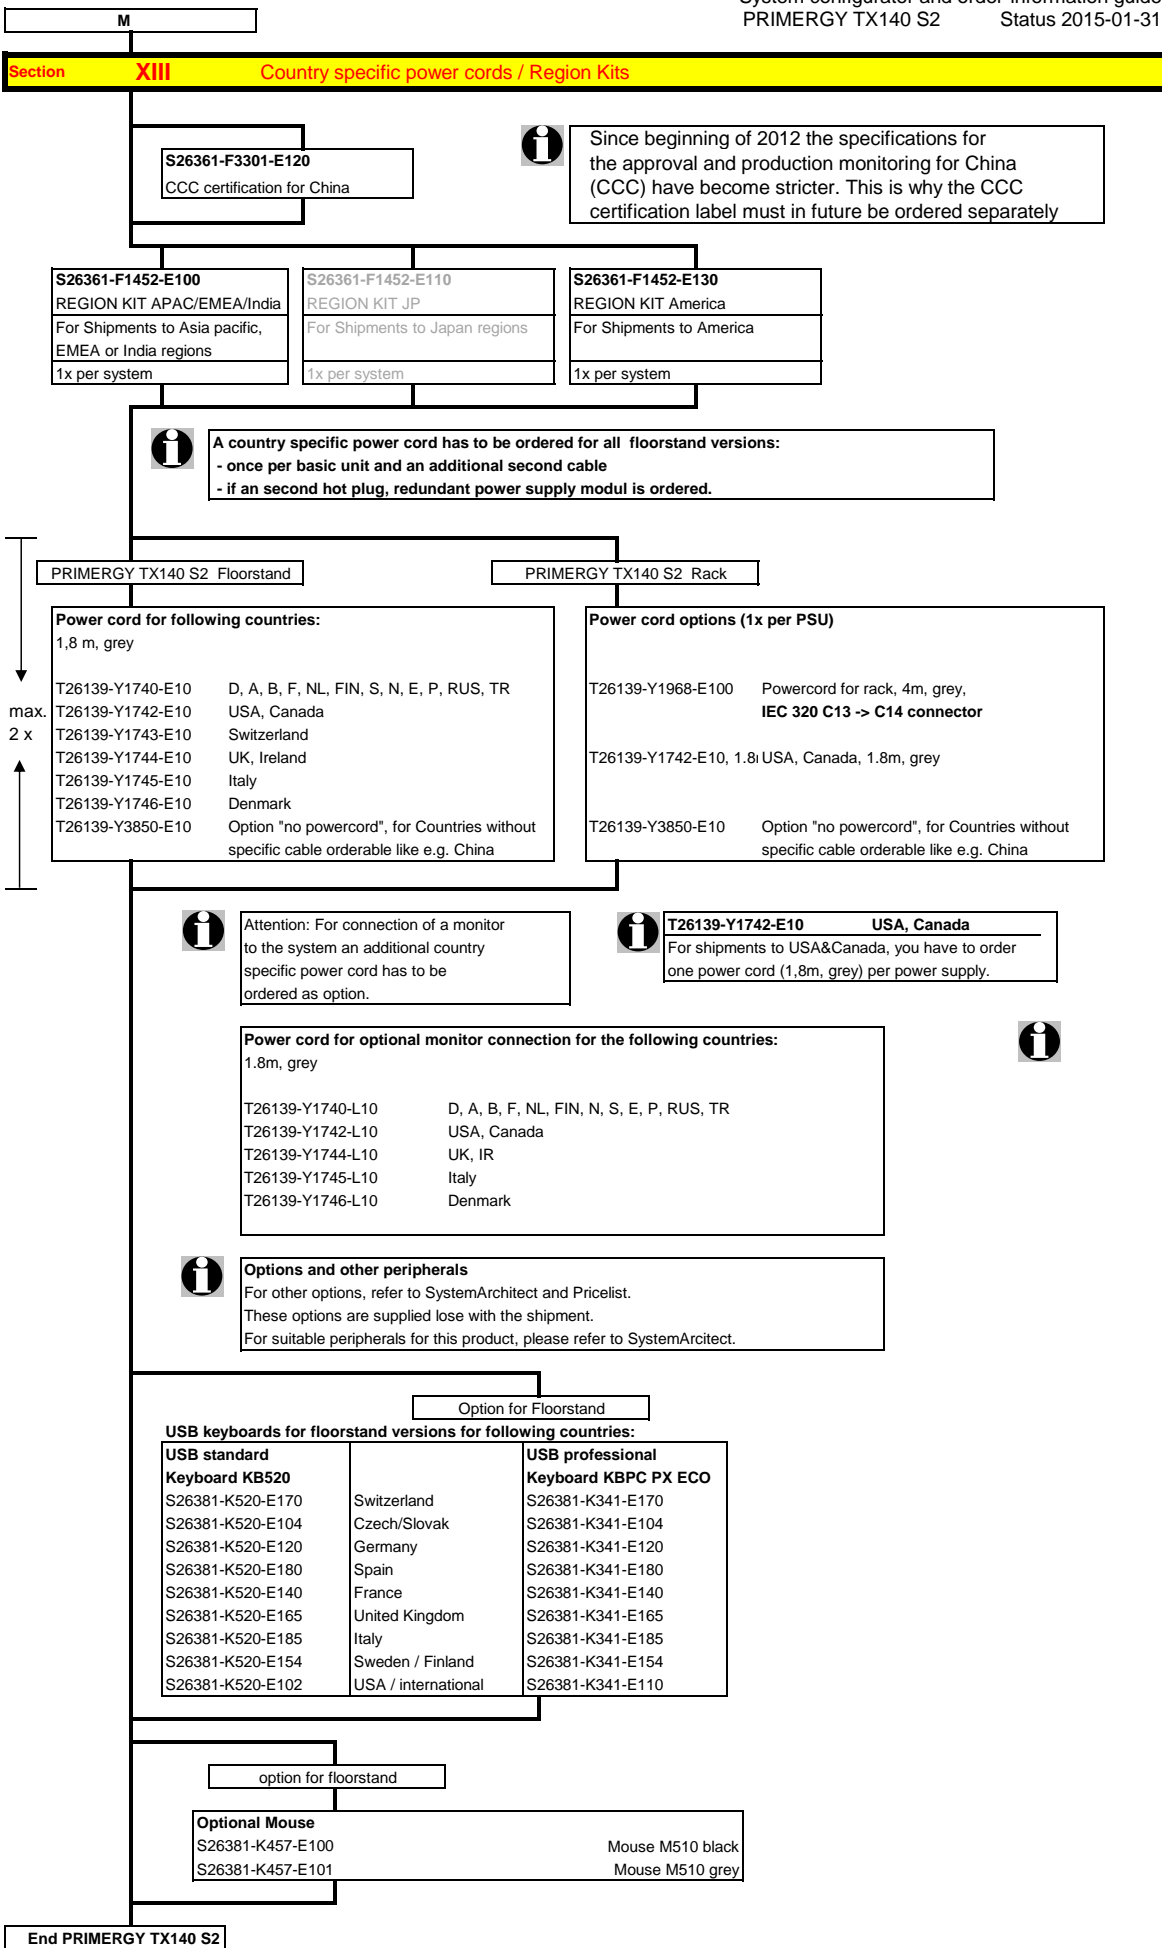 System configurator and order information guide
M
PRIMERGY TX140 S2 Status 2015-01-31
Section XIII Country specific power cords / Region Kits
S26361-F3301-E120
CCC certification for China
Since beginning of 2012 the specifications for
the approval and production monitoring for China
(CCC) have become stricter. This is why the CCC
certification label must in future be ordered separately
S26361-F1452-E100
REGION KIT APAC/EMEA/India
For Shipments to Asia pacific,
EMEA or India regions
1x per system
S26361-F1452-E110
REGION KIT JP
For Shipments to Japan regions
1x per system
S26361-F1452-E130
REGION KIT America
For Shipments to America
1x per system
A country specific power cord has to be ordered for all floorstand versions:
- once per basic unit and an additional second cable
- if an second hot plug, redundant power supply modul is ordered.
PRIMERGY TX140 S2 Floorstand
PRIMERGY TX140 S2 Rack
max.
2 x
Power cord for following countries:
1,8 m, grey
T26139-Y1740-E10 D, A, B, F, NL, FIN, S, N, E, P, RUS, TR
T26139-Y1742-E10 USA, Canada
T26139-Y1743-E10 Switzerland
T26139-Y1744-E10 UK, Ireland
T26139-Y1745-E10 Italy
T26139-Y1746-E10 Denmark
T26139-Y3850-E10 Option "no powercord", for Countries without
specific cable orderable like e.g. China
Power cord options (1x per PSU)
T26139-Y1968-E100 Powercord for rack, 4m, grey,
IEC 320 C13 -> C14 connector
T26139-Y1742-E10, 1.8 USA, Canada, 1.8m, grey
T26139-Y3850-E10 Option "no powercord", for Countries without
specific cable orderable like e.g. China
Attention: For connection of a monitor
to the system an additional country
specific power cord has to be
ordered as option.
T26139-Y1742-E10 USA, Canada
For shipments to USA&Canada, you have to order
one power cord (1,8m, grey) per power supply.
Power cord for optional monitor connection for the following countries:
1.8m, grey
T26139-Y1740-L10 D, A, B, F, NL, FIN, N, S, E, P, RUS, TR
T26139-Y1742-L10 USA, Canada
T26139-Y1744-L10 UK, IR
T26139-Y1745-L10 Italy
T26139-Y1746-L10 Denmark
Options and other peripherals
For other options, refer to SystemArchitect and Pricelist.
These options are supplied lose with the shipment.
For suitable peripherals for this product, please refer to SystemArcitect.
Option for Floorstand
USB keyboards for floorstand versions for following countries:
USB standard USB professional
Keyboard KB520 Keyboard KBPC PX ECO
S26381-K520-E170 Switzerland S26381-K341-E170
S26381-K520-E104 Czech/Slovak S26381-K341-E104
S26381-K520-E120 Germany S26381-K341-E120
S26381-K520-E180 Spain S26381-K341-E180
S26381-K520-E140 France S26381-K341-E140
S26381-K520-E165 United Kingdom S26381-K341-E165
S26381-K520-E185 Italy S26381-K341-E185
S26381-K520-E154 Sweden / Finland S26381-K341-E154
S26381-K520-E102 USA / international S26381-K341-E110
option for floorstand
Optional Mouse
S26381-K457-E100 Mouse M510 black
S26381-K457-E101 Mouse M510 grey
End PRIMERGY TX140 S2